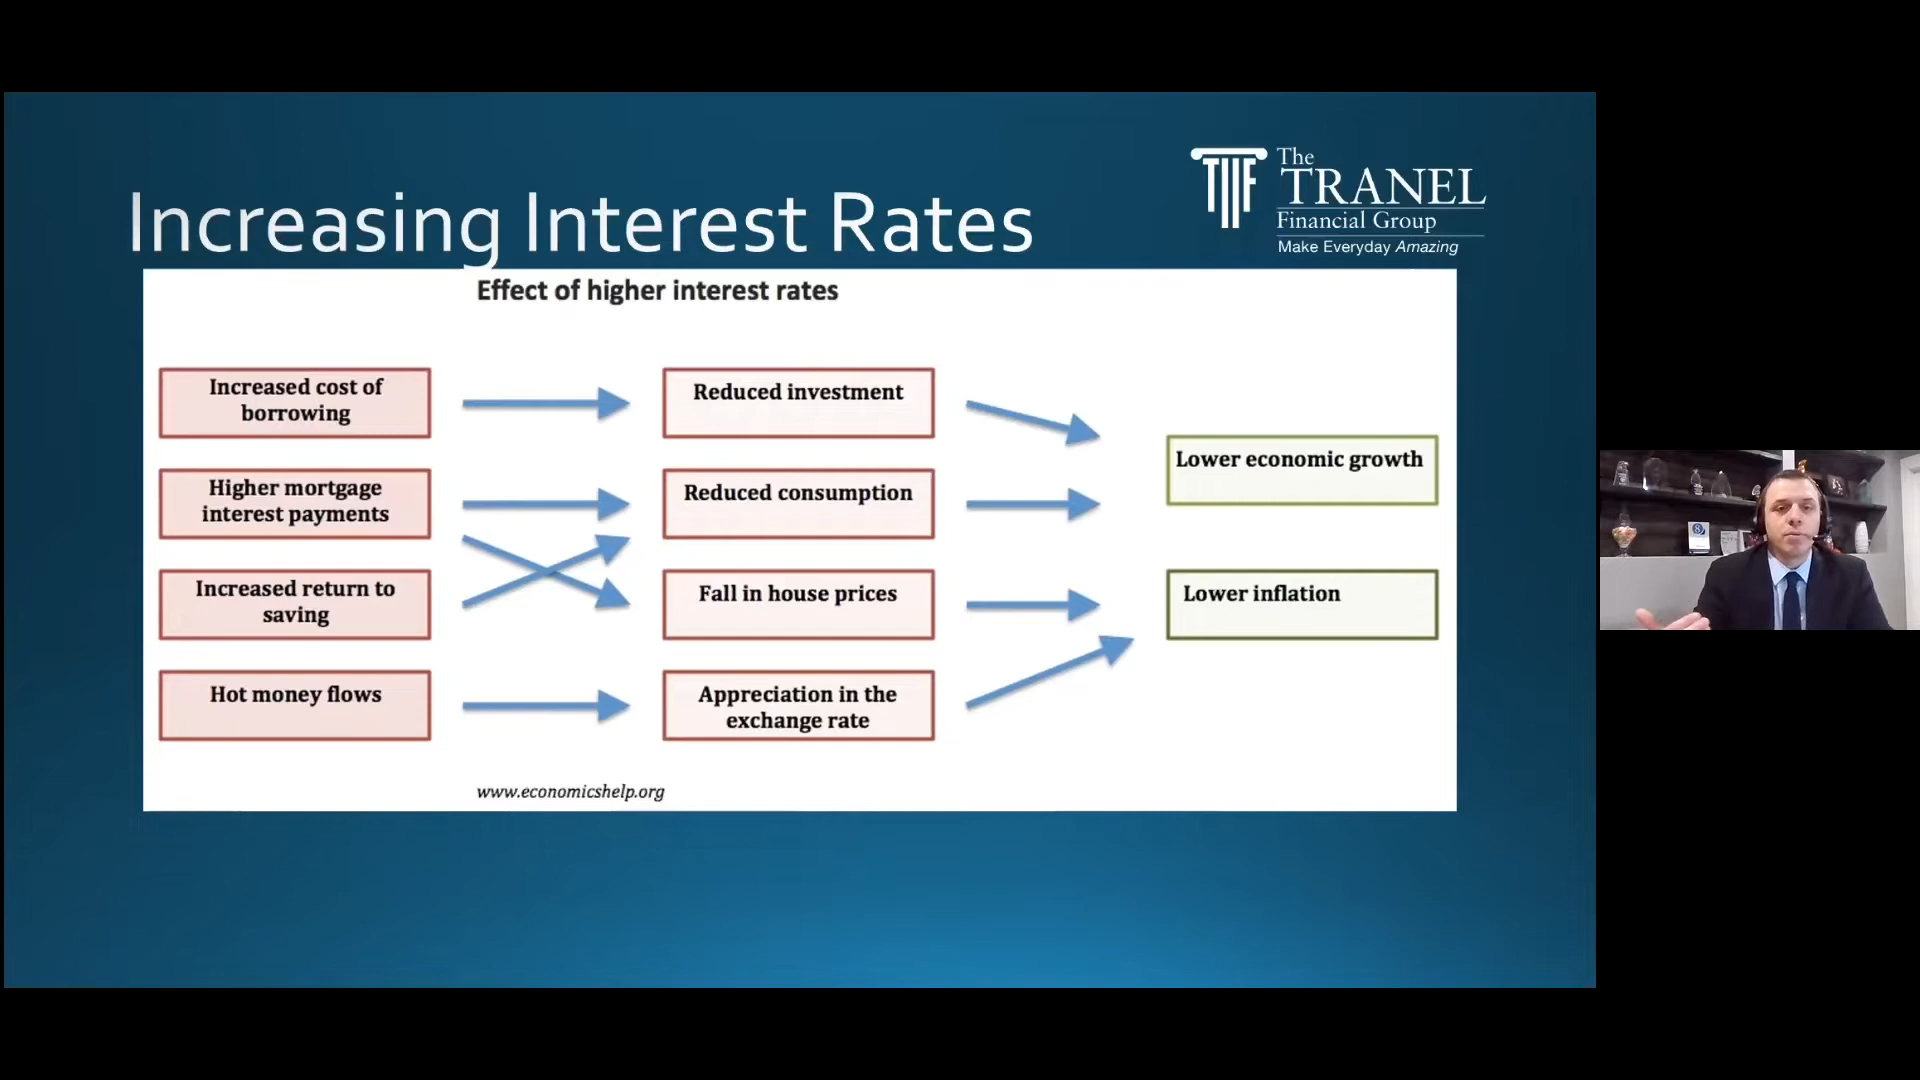 The
TRANEL
Financial Group
Make Everyday Amazing
Increasing Interest Rates
Effect of higher interest rates
Increased cost of
borrowing
Reduced investment
Lower economic growth
Higher mortgage
interest payments
Reduced consumption
Increased return to
saving
Fall in house prices
Lower inflation
Hot money flows
Appreciation in the
exchange rate
www.economicshelp.org